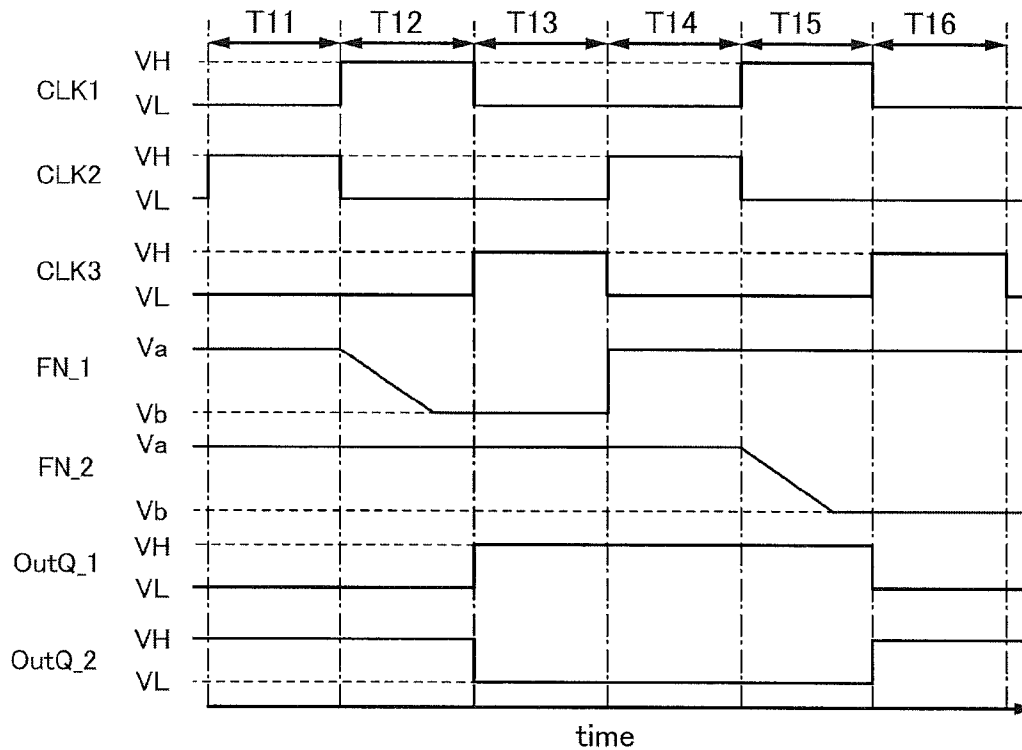 T11 T12 T13 T14 T15 T16
VH
CLK1
VL
VH
CLK2
VL
VH
CLK3
VL
Va
FN_1
Vb
Va
FN_2
Vb
VH
OutQ_1
VL
VH
OutQ_2
VL
time